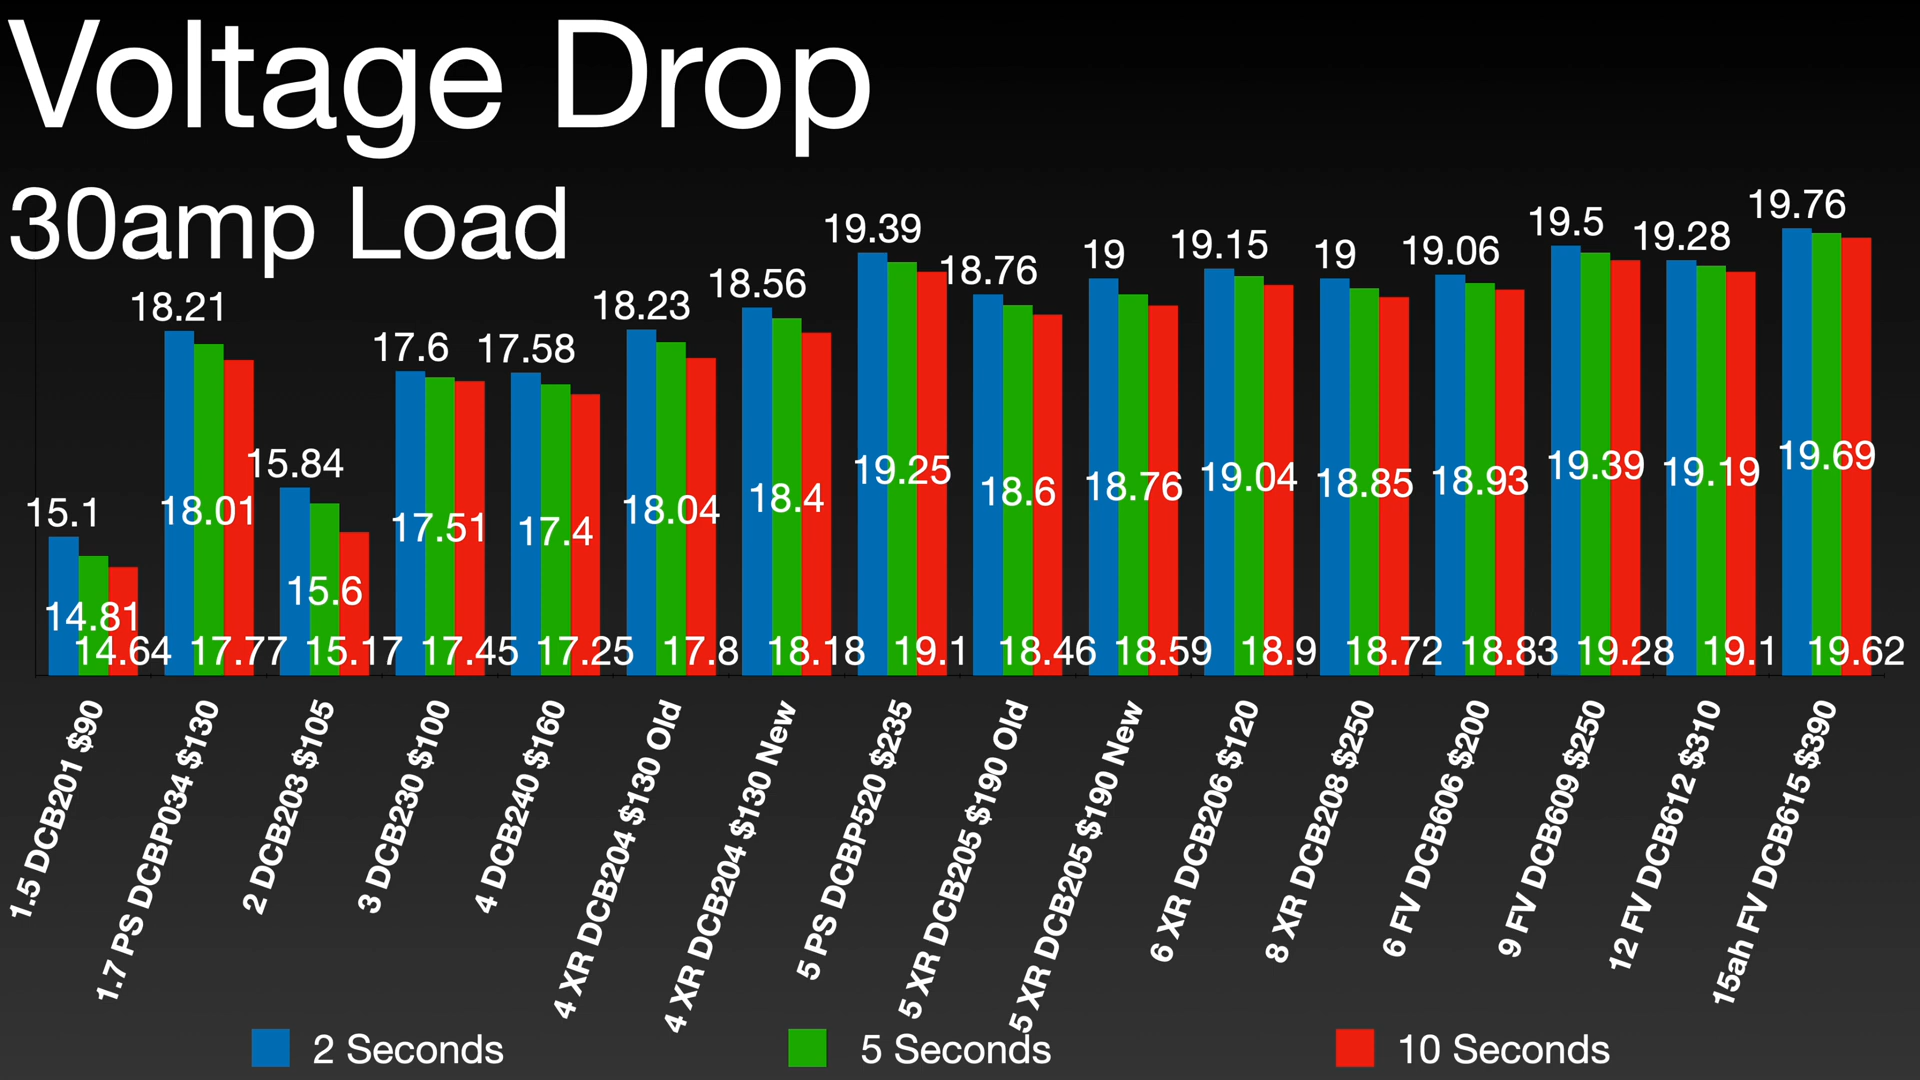 Voltage Drop
30amp Load
15.1
18.21
15.84
17.6
17.58
18.23
18.56
19.39
18.76
19
19.15
19
19.06
19.5
19.28
19.76
14.81
18.01
15.6
17.51
17.4
18.04
18.4
19.25
18.6
18.76
19.04
18.85
18.93
19.39
19.19
19.69
14.64
17.77
15.17
17.45
17.25
17.8
18.18
19.1
18.46
18.59
18.9
18.72
18.83
19.28
19.1
19.62
1.5 DCB201 $90
1.7 PS DCBP034 $130
2 DCB203 $105
3 DCB230 $100
4 DCB240 $160
4 XR DCB204 $130 Old
4 XR DCB204 $130 New
5 PS DCBP520 $235
5 XR DCB205 $190 Old
5 XR DCB205 $190 New
6 XR DCB206 $120
8 XR DCB208 $250
6 FV DCB606 $200
9 FV DCB609 $250
12 FV DCB612 $310
15ah FV DCB615 $390
2 Seconds
5 Seconds
10 Seconds